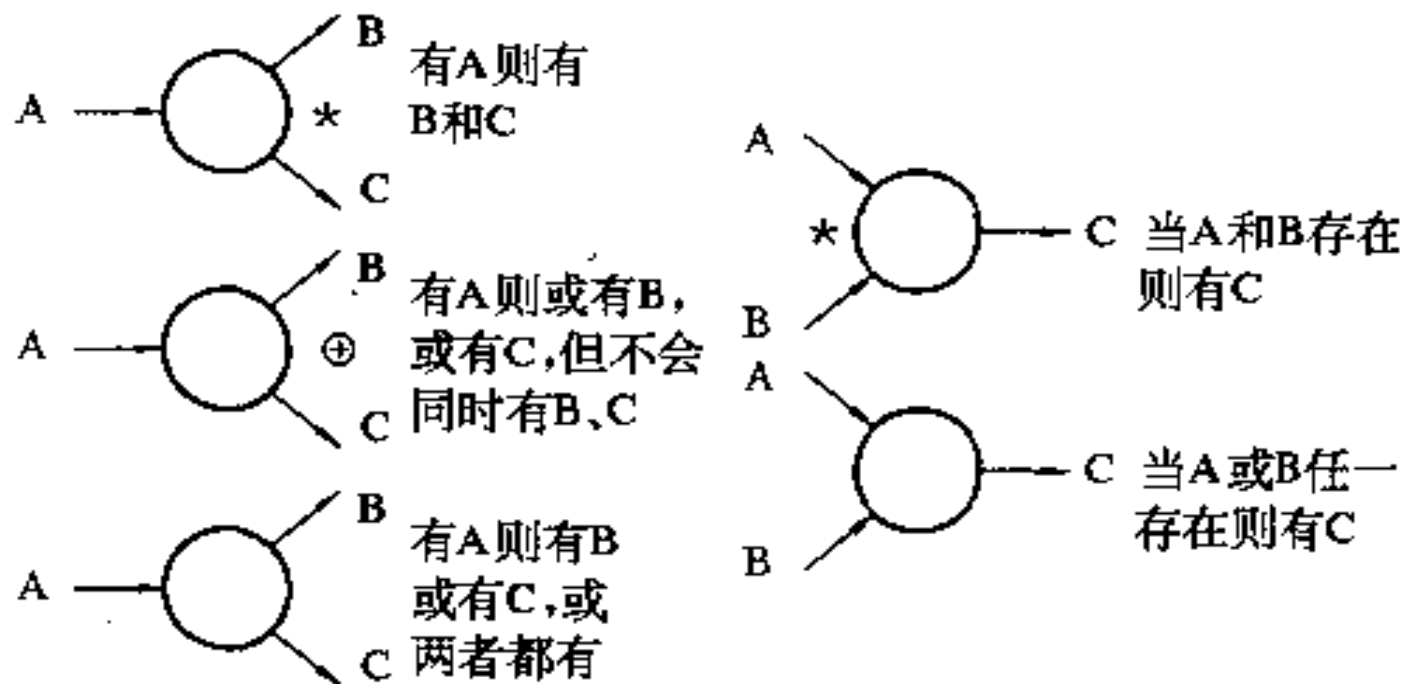 A
B
*
C
有A则有
B和C
A
B
⊕
C
有A则或有B,
或有C,但不会
同时有B、C
A
B
C
有A则有B
或有C,或
两者都有
A
*
B
C
当A和B存在
则有C
A
B
C
当A或B任一
存在则有C